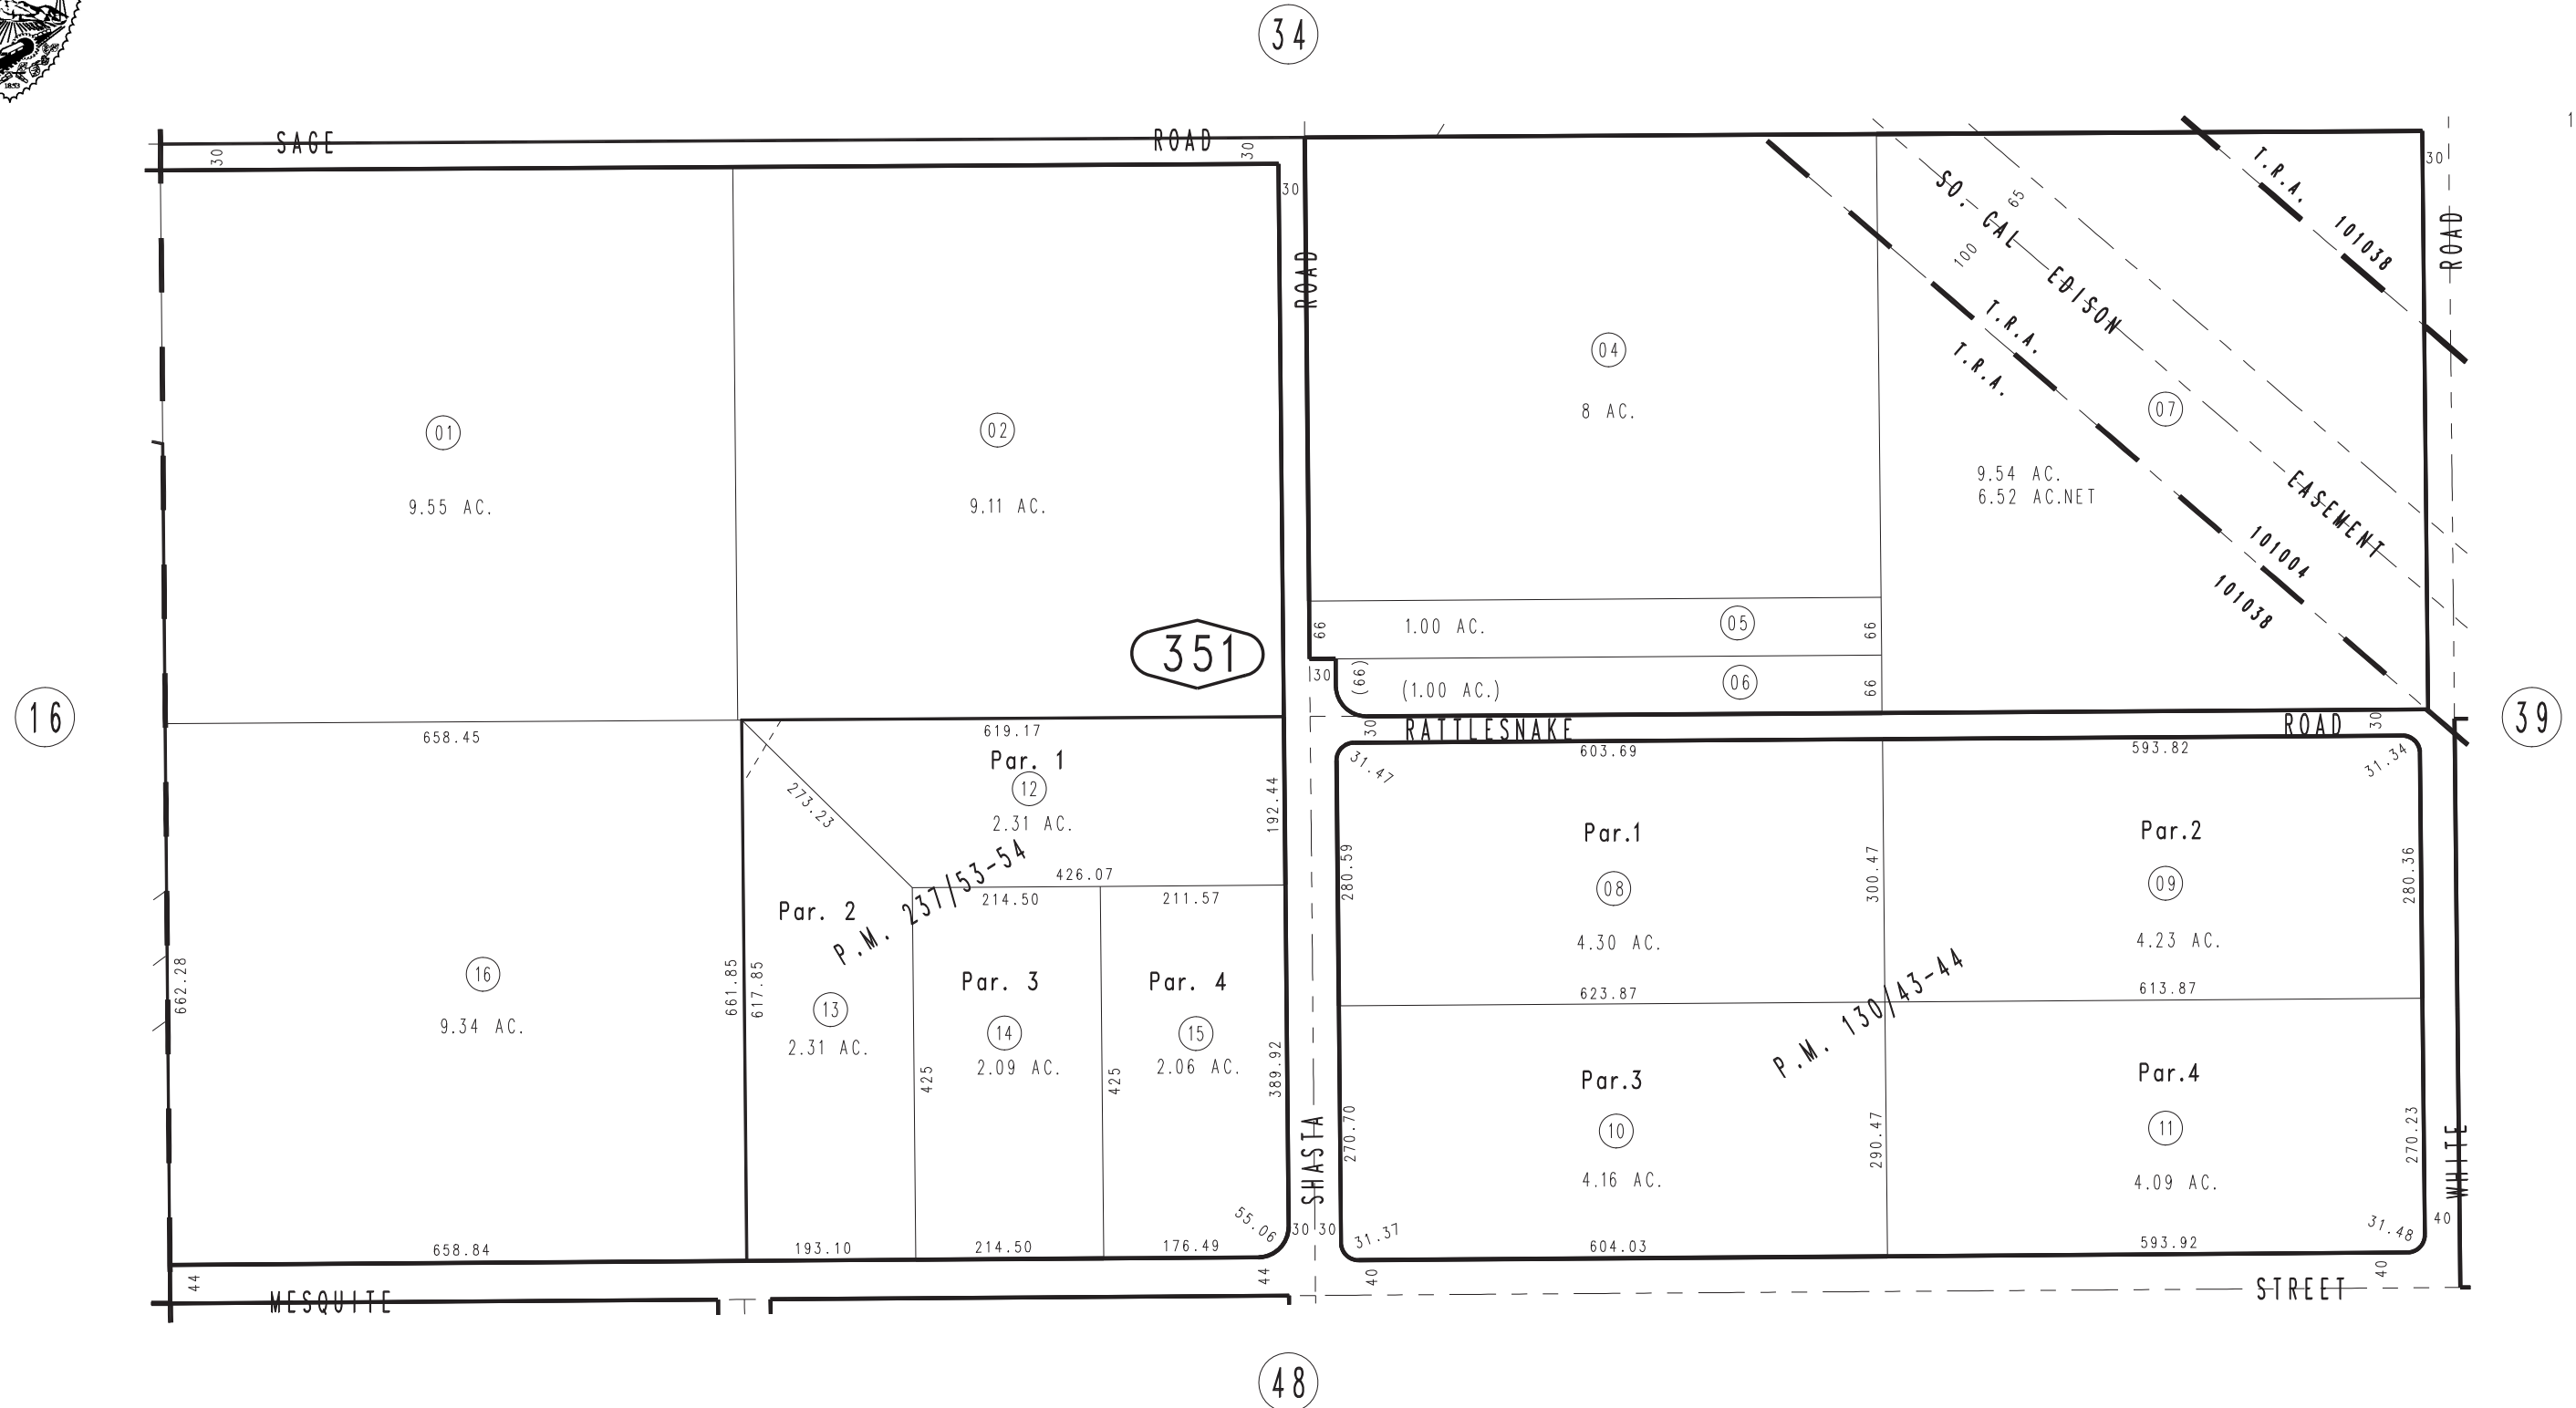 34
1853
1
SAGE ROAD
30
30
30
30
ROAD
ROAD
SO. CAL EDISON EASEMENT
65
100
T.R.A. 101038
T.R.A. 101004
T.R.A. 101038
01
9.55 AC.
02
9.11 AC.
04
8 AC.
07
9.54 AC.
6.52 AC.NET
66
1.00 AC.
05
66
351
30
(66)
(1.00 AC.)
06
66
16
39
30
RATTLESNAKE ROAD
30
658.45
619.17
Par. 1
12
2.31 AC.
273.23
192.44
426.07
P.M. 237/53-54
Par. 2
13
2.31 AC.
214.50
211.57
Par. 3
14
2.09 AC.
Par. 4
15
2.06 AC.
662.28
16
9.34 AC.
661.85
617.85
425
425
389.92
658.84
193.10
214.50
176.49
55.06
31.47
603.69
593.82
31.34
Par.1
08
4.30 AC.
280.59
300.47
Par.2
09
4.23 AC.
280.36
623.87
613.87
P.M. 130/43-44
Par.3
10
4.16 AC.
270.70
290.47
Par.4
11
4.09 AC.
270.23
SHASTA
WHITE
30 30
31.37
604.03
593.92
31.48
40
44
44
40
40
MESQUITE STREET
48